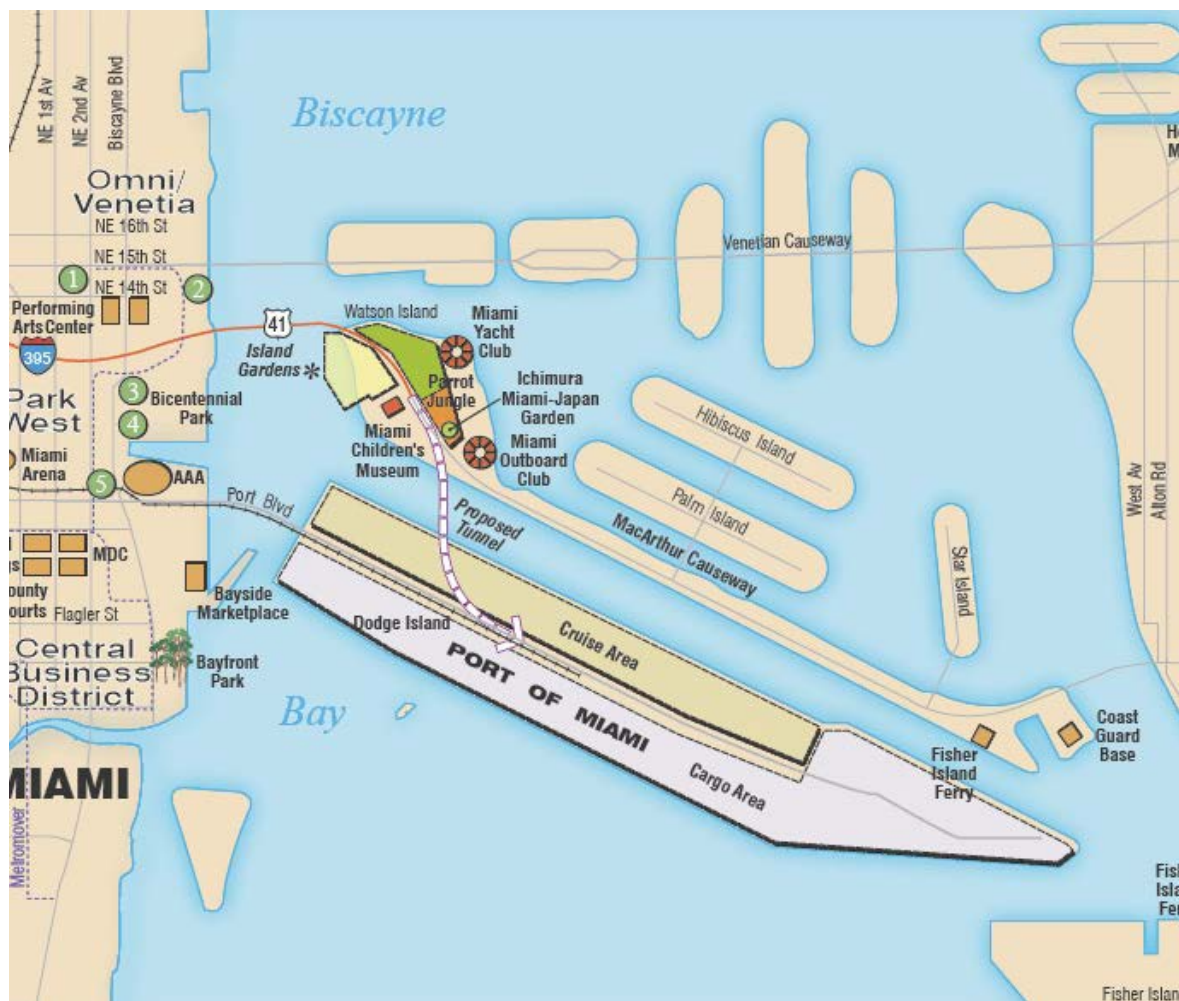 NE 1st Av
NE 2nd Av
Biscayne Blvd
Biscayne
Omni/
Venetia
NE 16th St
NE 15th St
NE 14th St
1
2
Performing
Arts Center
395
41
Venetian Causeway
Watson Island
Miami
Yacht
Club
Island
Gardens *
Parrot
Jungle
Ichimura
Miami-Japan
Garden
Park
West
3
Bicentennial
Park
4
Miami
Children's
Museum
Miami
Outboard
Club
Hibiscus Island
Palm Island
MacArthur Causeway
Star Island
West Av
Alton Rd
Miami
Arena
5
AAA
Port Blvd
Proposed
Tunnel
MDC
ounty
ourts
Flagler St
Bayside
Marketplace
Dodge Island
Cruise Area
PORT OF MIAMI
Cargo Area
Central
Business
District
Bayfront
Park
Bay
Fisher
Island
Ferry
Coast
Guard
Base
MIAMI
Metromover
Fis
Isla
Fer
Fisher Islan